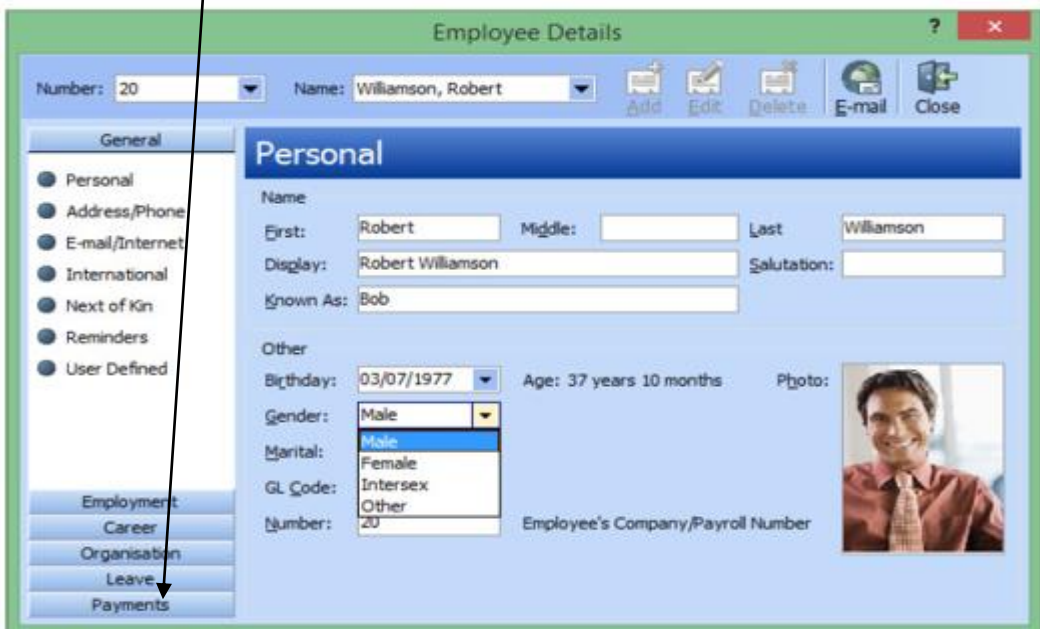 Employee Details
?
Number: 20 Name: Williamson, Robert Add Edit Delete E-mail Close
General
Personal
Address/Phone
E-mail/Internet
International
Next of Kin
Reminders
User Defined
Employment
Career
Organisation
Leave
Payments
Personal
Name
First: Robert Middle: Last Williamson
Display: Robert Williamson Salutation:
Known As: Bob
Other
Birthday: 03/07/1977 Age: 37 years 10 months Photo:
Gender: Male
Male
Marital: Female
GL Code: Intersex
Other
Number: 20 Employee's Company/Payroll Number